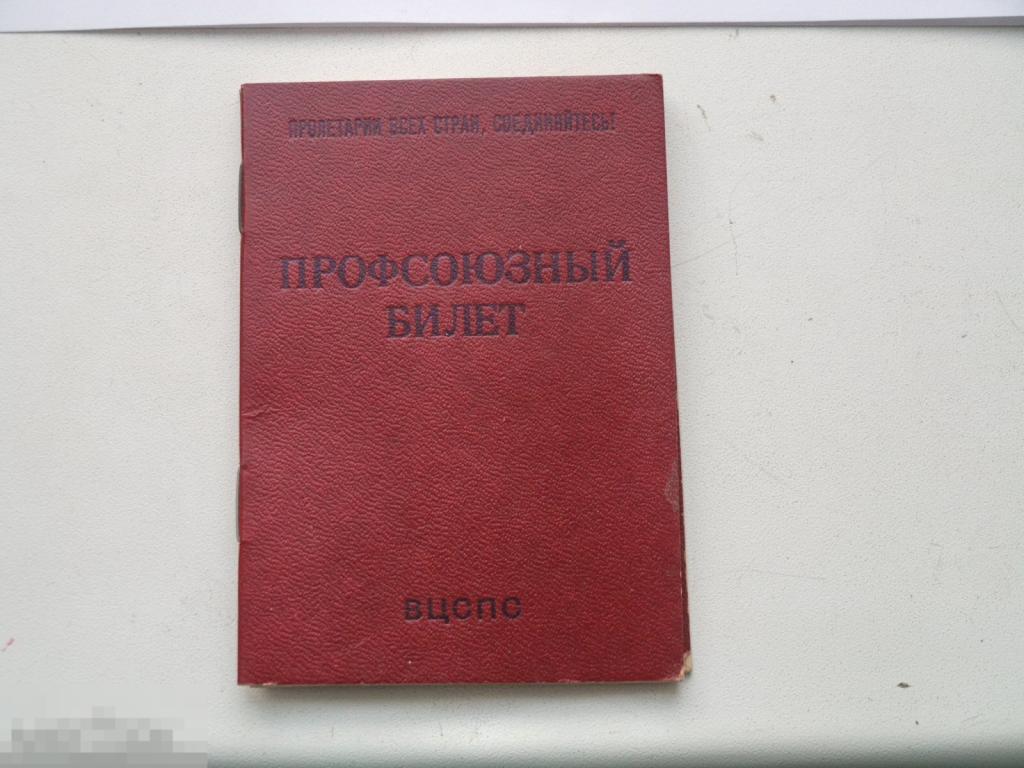 ПРОЛЕТАРИИ ВСЕХ СТРАН, СОЕДИНЯЙТЕСЬ!
ПРОФСОЮЗНЫЙ
БИЛЕТ
ВЦСПС